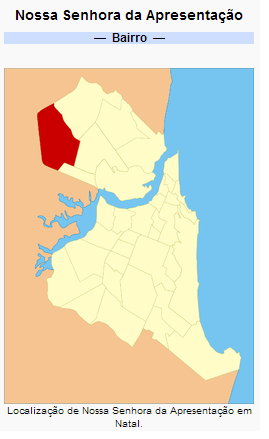 Nossa Senhora da Apresentação
— Bairro —
Localização de Nossa Senhora da Apresentação em
Natal.